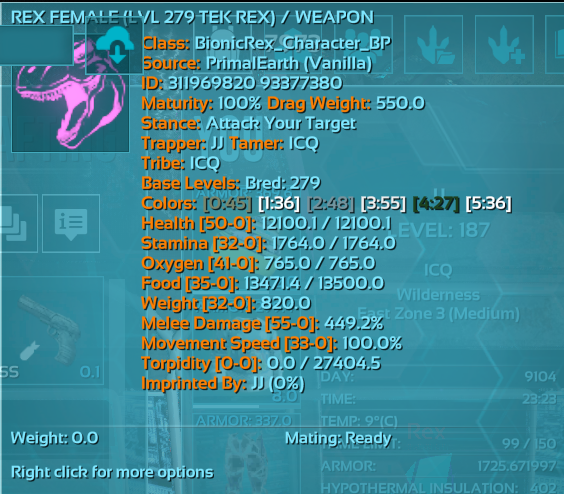 REX FEMALE (LVL 279 TEK REX) / WEAPON
Class: BionicRex_Character_BP
Source: PrimalEarth (Vanilla)
ID: 311969820 93377380
Maturity: 100% Drag Weight: 550.0
Stance: Attack Your Target
Trapper: JJ Tamer: ICQ
Tribe: ICQ
Base Levels: Bred: 279
Colors: [0:45] [1:36] [2:48] [3:55] [4:27] [5:36]
Health [50-0]: 12100.1 / 12100.1
Stamina [32-0]: 1764.0 / 1764.0
Oxygen [41-0]: 765.0 / 765.0
Food [35-0]: 13471.4 / 13500.0
Weight [32-0]: 820.0
Melee Damage [55-0]: 449.2%
Movement Speed [33-0]: 100.0%
Torpidity [0-0]: 0.0 / 27404.5
Imprinted By: JJ (0%)
Weight: 0.0
Mating: Ready
Right click for more options
YOU
JJ
LEVEL: 187
ICQ
Wilderness
East Zone 3 (Medium)
0.1
8.0
ARMOR: 337.0
DAY: 9104
TIME: 23:23
TEMP: 9°(C)
99 / 150
ARMOR: 1725.671997
HYPOTHERMAL INSULATION: 402